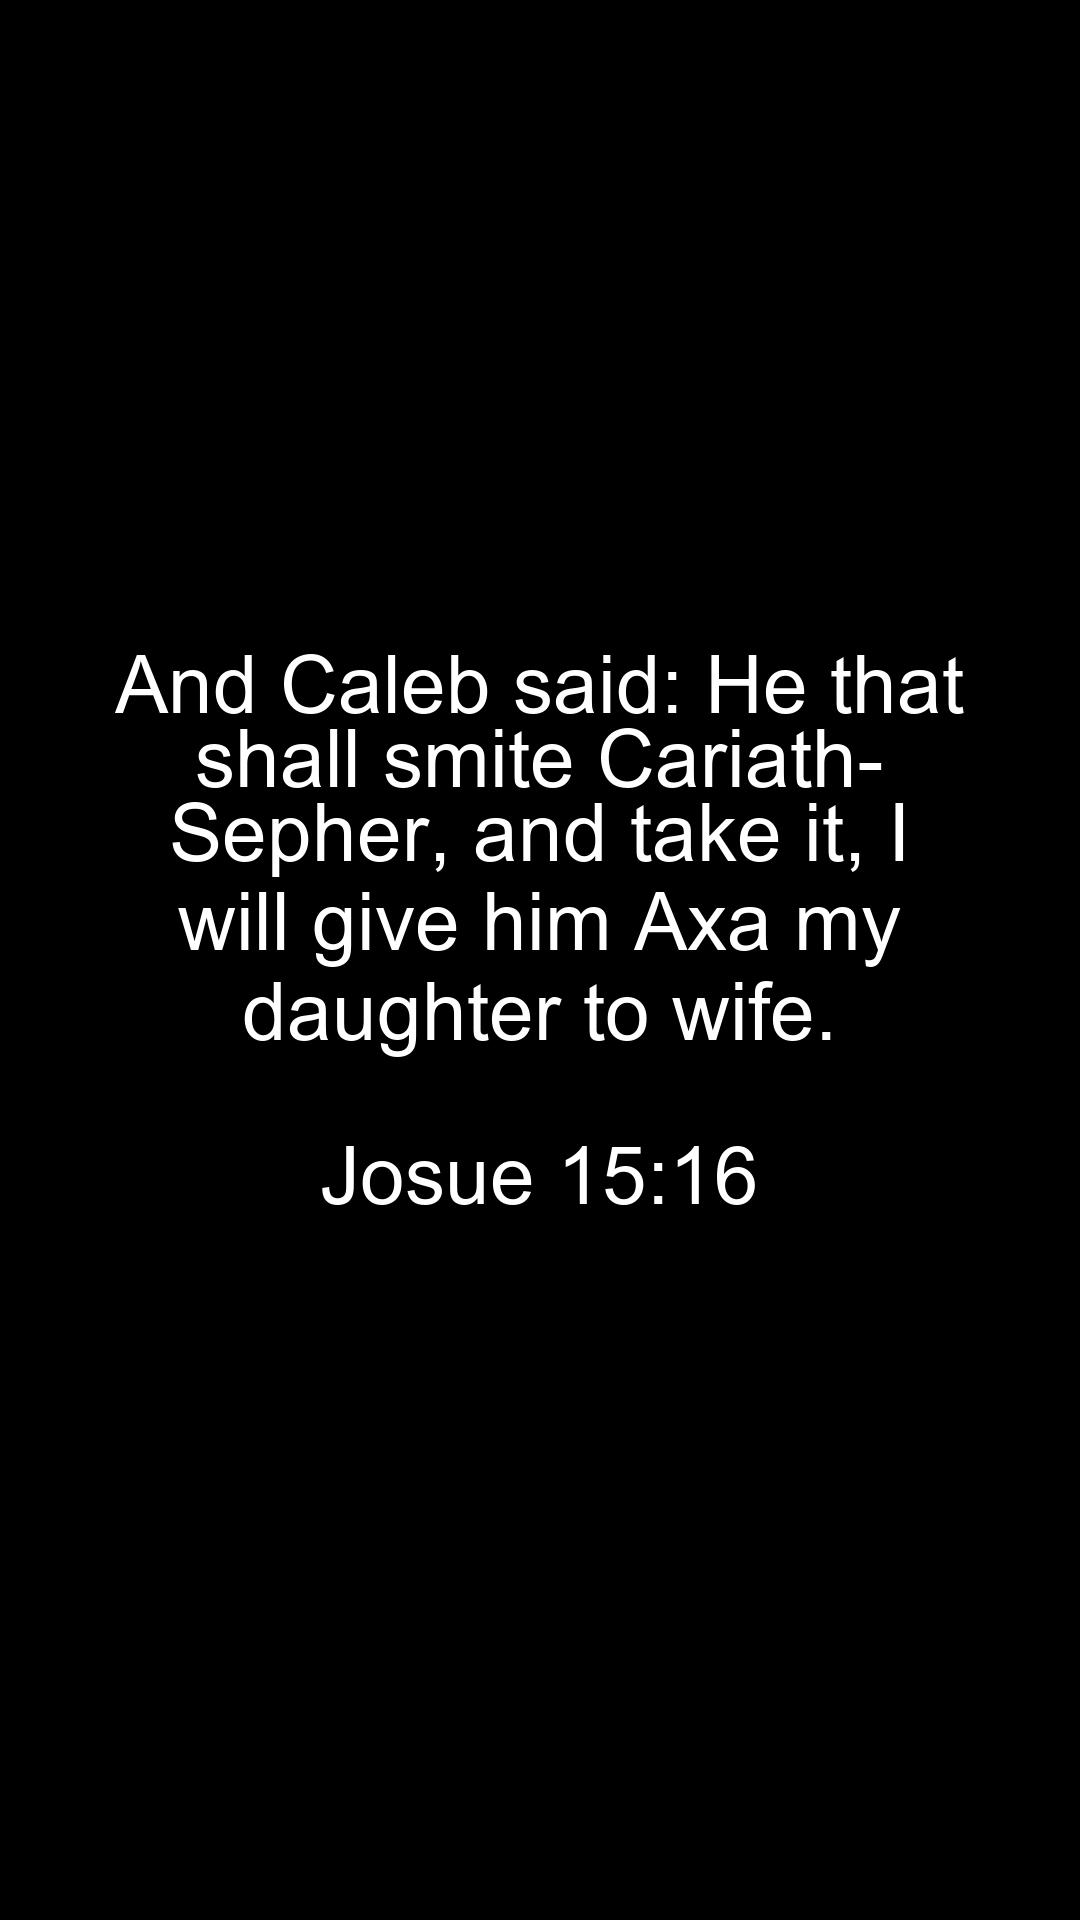 And Caleb said: He that
shall smite Cariath-
Sepher, and take it, I
will give him Axa my
daughter to wife.
Josue 15:16